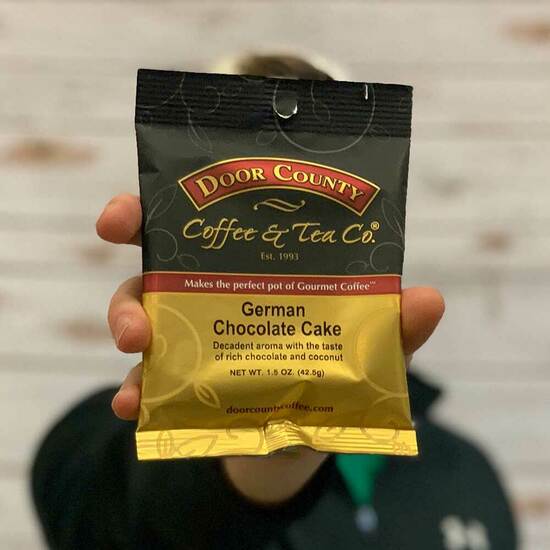 DOOR COUNTY
Coffee & Tea Co.®
Est. 1993
Makes the perfect pot of Gourmet Coffee™
German
Chocolate Cake
Decadent aroma with the taste
of rich chocolate and coconut
NET WT. 1.5 OZ. (42.5g)
doorcountycoffee.com